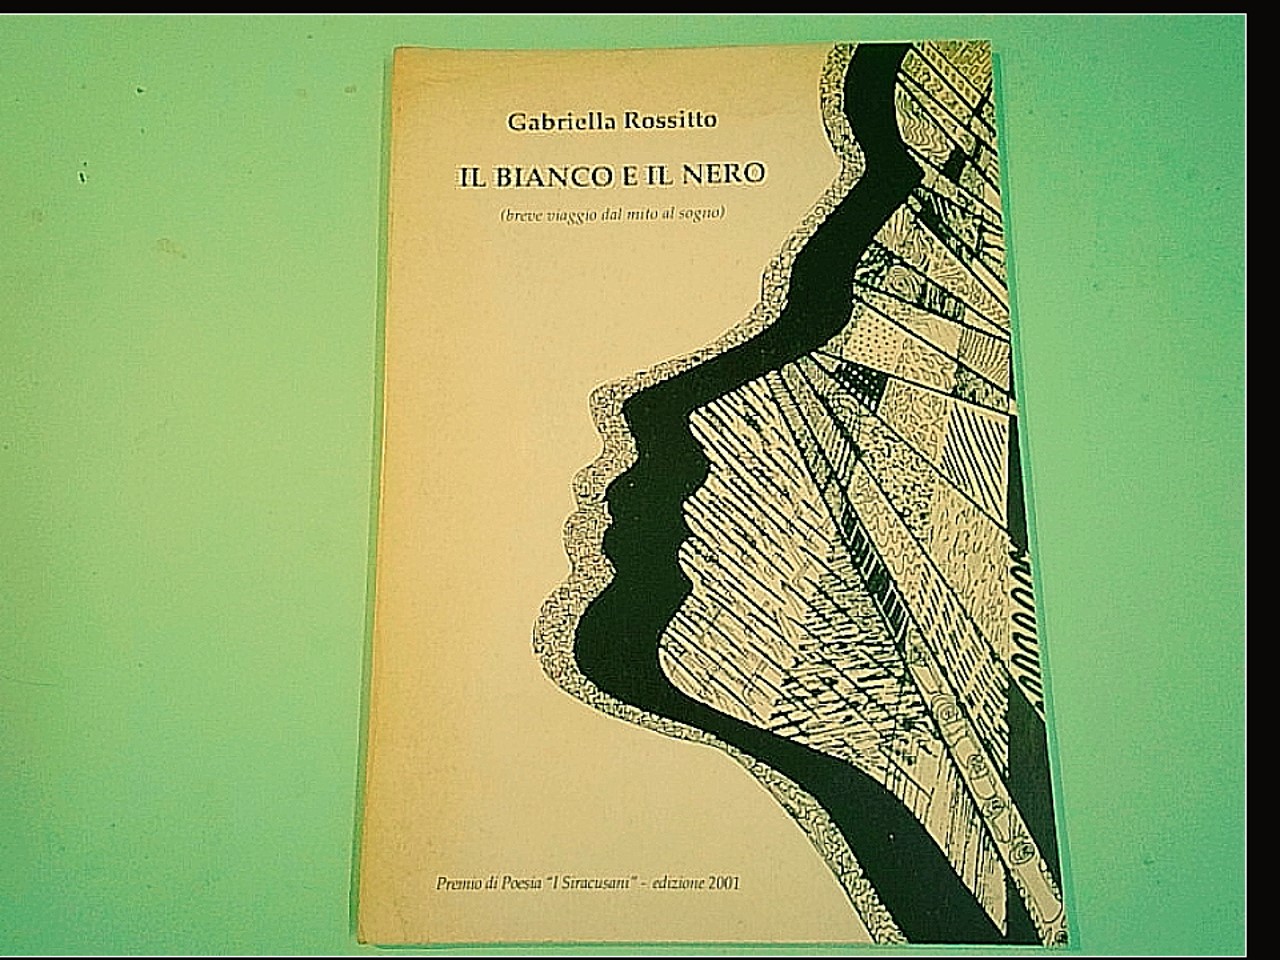 Gabriella Rossitto
IL BIANCO E IL NERO
(breve viaggio dal mito al sogno)
Premio di Poesia "I Siracusani" - edizione 2001